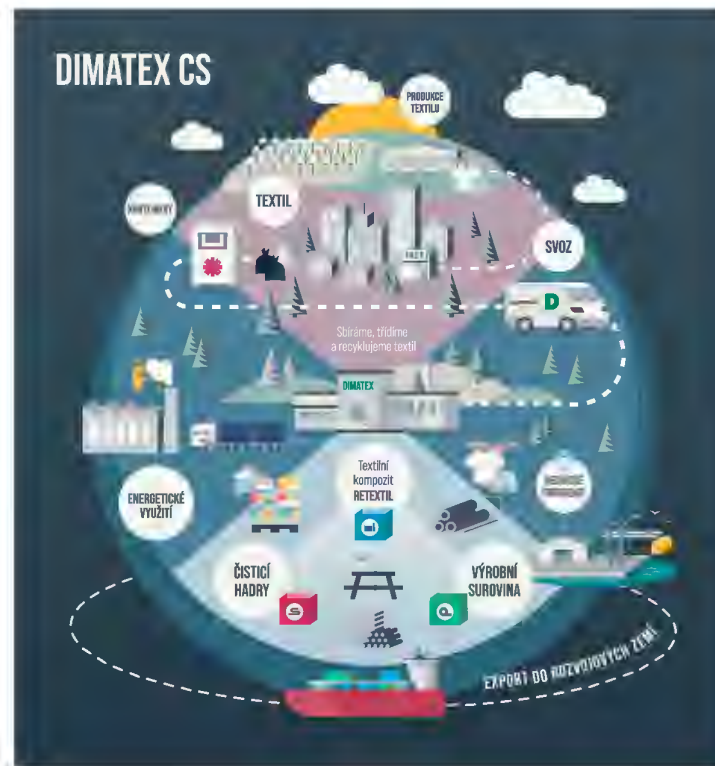 DIMATEX CS
PRODUKCE
TEXTILU
KONTEJNERY
TEXTIL
SVOZ
D
Sbíráme, třídíme
a recyklujeme textil
DIMATEX
Textilní
kompozit
RETEXTIL
ENERGETICKÉ
VYUŽITÍ
ČISTICÍ
HADRY
VÝROBNÍ
SUROVINA
S
P
EXPORT DO ROZVOJOVÝCH ZEMÍ